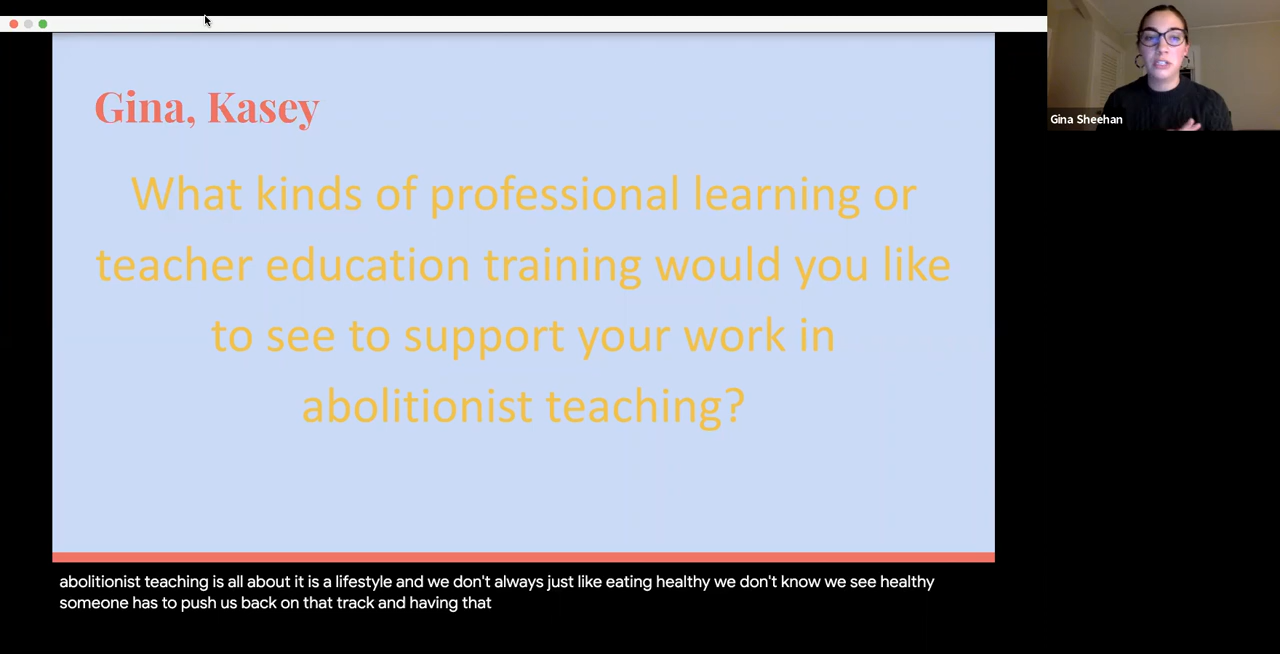 Gina, Kasey
What kinds of professional learning or
teacher education training would you like
to see to support your work in
abolitionist teaching?
Gina Sheehan
abolitionist teaching is all about it is a lifestyle and we don't always just like eating healthy we don't know we see healthy
someone has to push us back on that track and having that